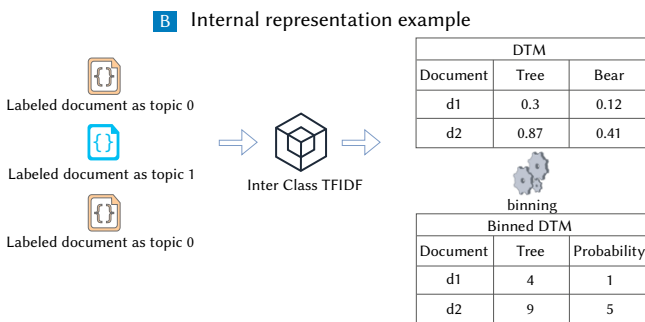 B Internal representation example
{}
Labeled document as topic 0
{}
Labeled document as topic 1
{}
Labeled document as topic 0
Inter Class TFIDF
DTM
Document Tree Bear
d1 0.3 0.12
d2 0.87 0.41
binning
Binned DTM
Document Tree Probability
d1 4 1
d2 9 5